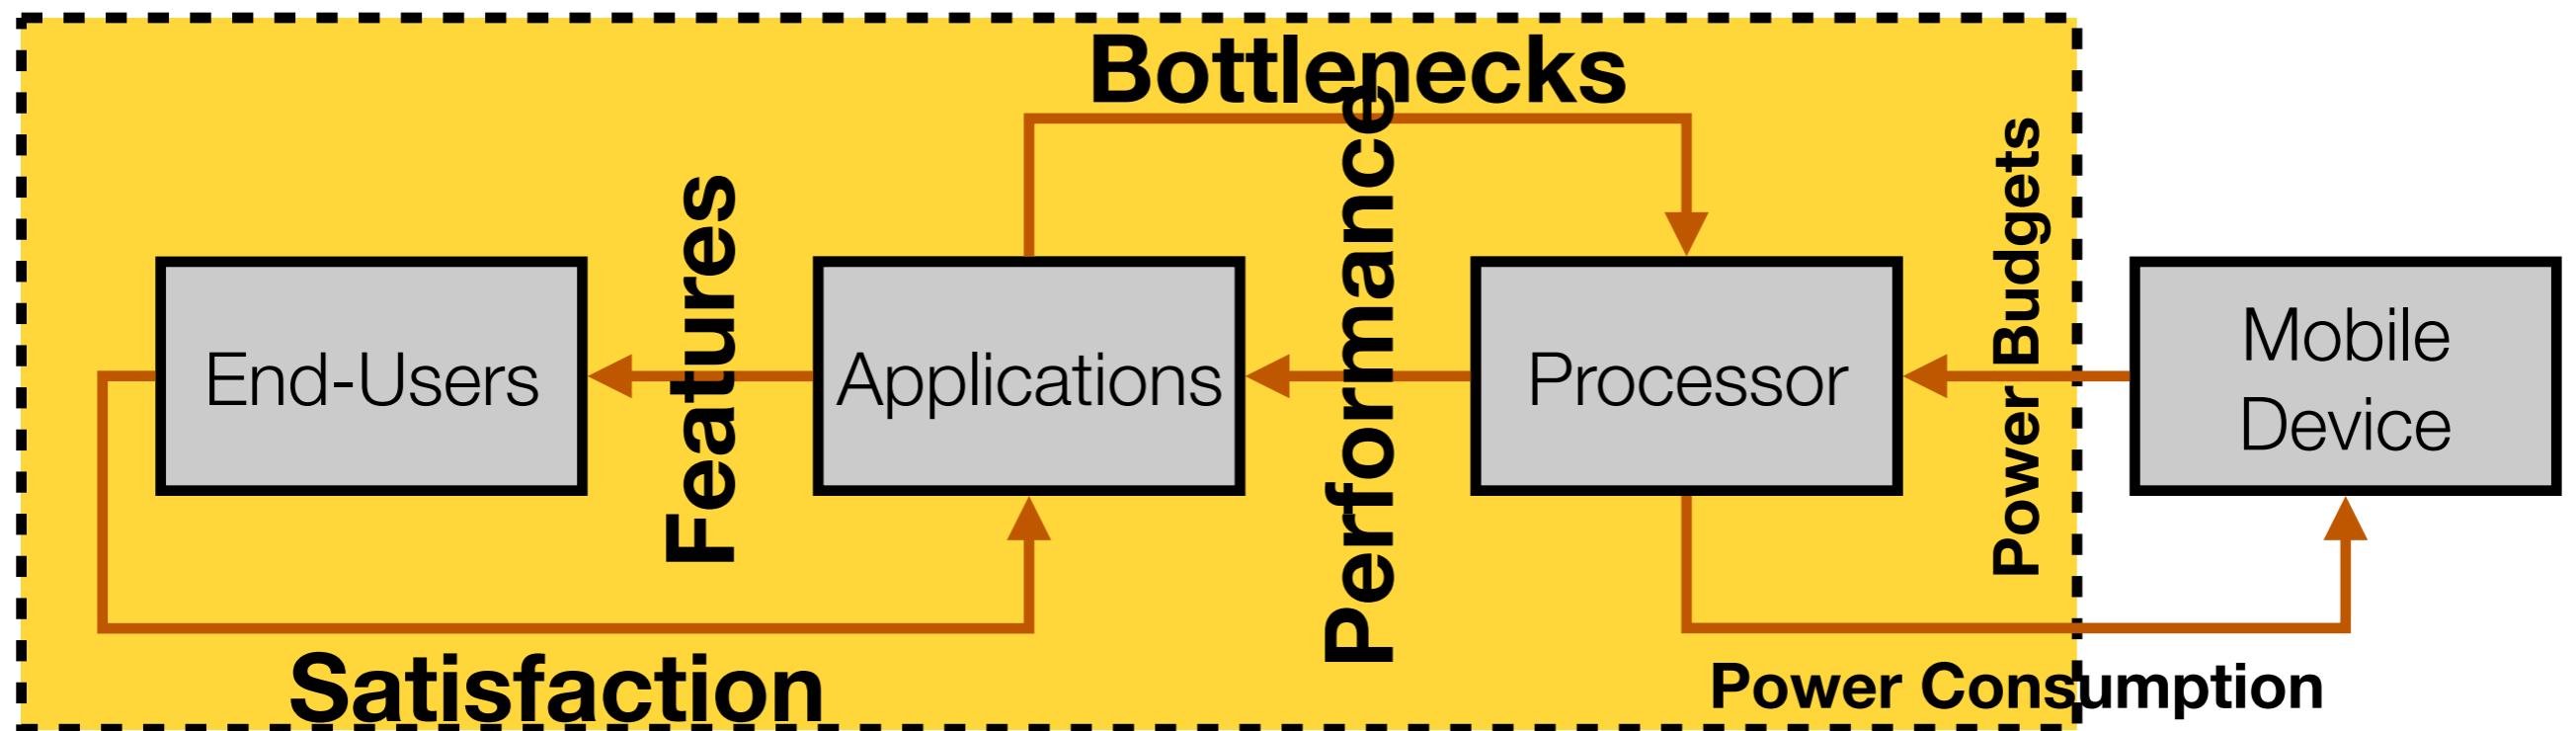 Bottlenecks
End-Users
Features
Applications
Performance
Processor
Power Budgets
Mobile
Device
Satisfaction
Power Consumption